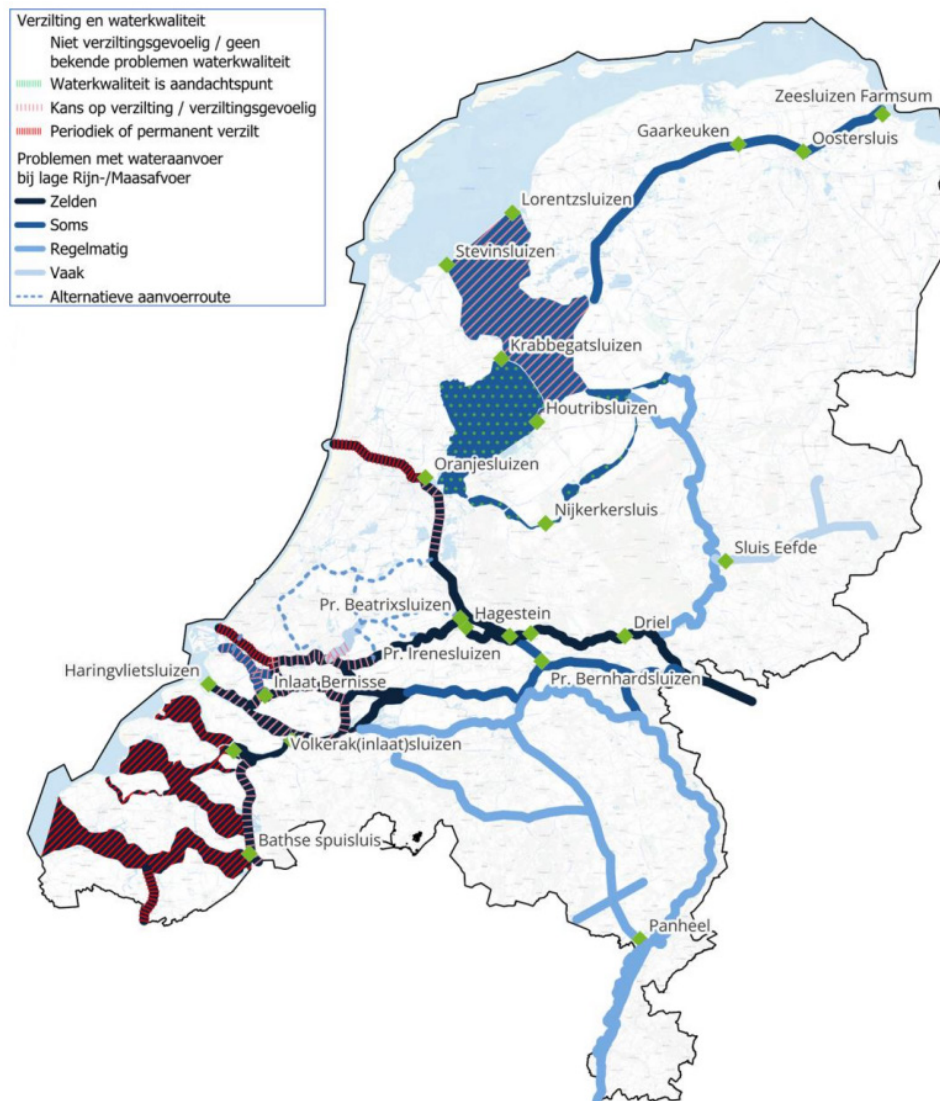 Verzilting en waterkwaliteit
Niet verziltingsgevoelig / geen
bekende problemen waterkwaliteit
Waterkwaliteit is aandachtspunt
Kans op verzilting / verziltingsgevoelig
Periodiek of permanent verzilt
Problemen met wateraanvoer
bij lage Rijn-/Maasafvoer
Zelden
Soms
Regelmatig
Vaak
Alternatieve aanvoerroute
Zeesluizen Farmsum
Gaarkeuken
Oostersluis
Lorentzsluizen
Stevinsluizen
Krabbegatsluizen
Houtribsluizen
Oranjesluizen
Nijkerkersluis
Sluis Eefde
Pr. Beatrixsluizen
Hagestein
Driel
Pr. Irenesluizen
Haringvlietsluizen
Inlaat Bernisse
Pr. Bernhardsluizen
Volkerak(inlaat)sluizen
Bathse spuisluis
Panheel